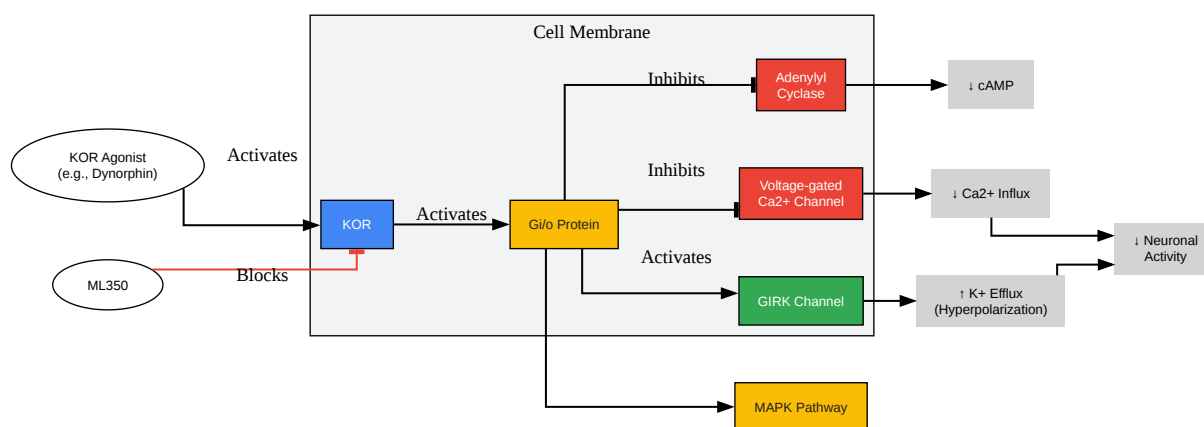 Cell Membrane
Inhibits
Adenylyl
Cyclase
↓ cAMP
KOR Agonist
(e.g., Dynorphin)
Activates
Inhibits
Voltage-gated
Ca2+ Channel
↓ Ca2+ Influx
KOR
Activates
Gi/o Protein
↓ Neuronal
Activity
ML350
Blocks
Activates
GIRK Channel
↑ K+ Efflux
(Hyperpolarization)
MAPK Pathway